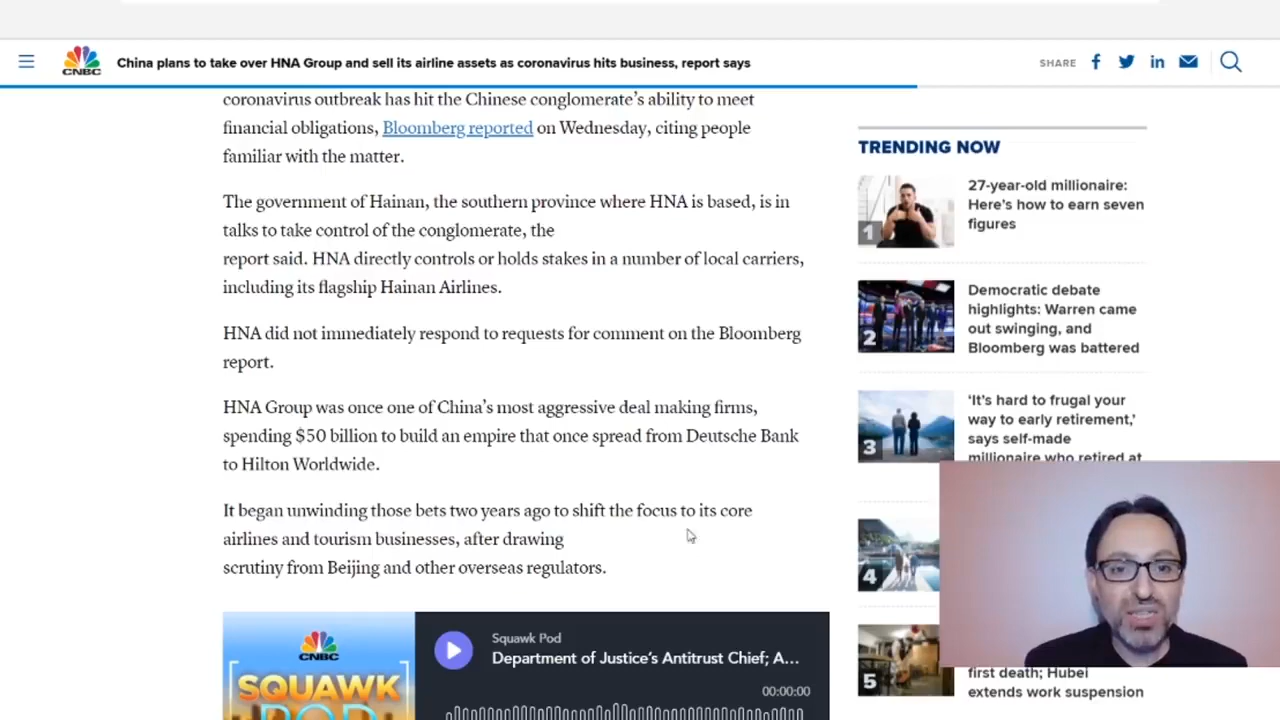 CNBC
China plans to take over HNA Group and sell its airline assets as coronavirus hits business, report says
SHARE
coronavirus outbreak has hit the Chinese conglomerate's ability to meet
financial obligations, Bloomberg reported on Wednesday, citing people
familiar with the matter.
The government of Hainan, the southern province where HNA is based, is in
talks to take control of the conglomerate, the
report said. HNA directly controls or holds stakes in a number of local carriers,
including its flagship Hainan Airlines.
HNA did not immediately respond to requests for comment on the Bloomberg
report.
HNA Group was once one of China's most aggressive deal making firms,
spending $50 billion to build an empire that once spread from Deutsche Bank
to Hilton Worldwide.
It began unwinding those bets two years ago to shift the focus to its core
airlines and tourism businesses, after drawing
scrutiny from Beijing and other overseas regulators.
CNBC
SQUAWK
POD
Squawk Pod
Department of Justice's Antitrust Chief; A...
00:00:00
TRENDING NOW
1
27-year-old millionaire:
Here's how to earn seven
figures
2
Democratic debate
highlights: Warren came
out swinging, and
Bloomberg was battered
3
'It's hard to frugal your
way to early retirement,'
says self-made
millionaire who retired at
4
5
first death; Hubei
extends work suspension